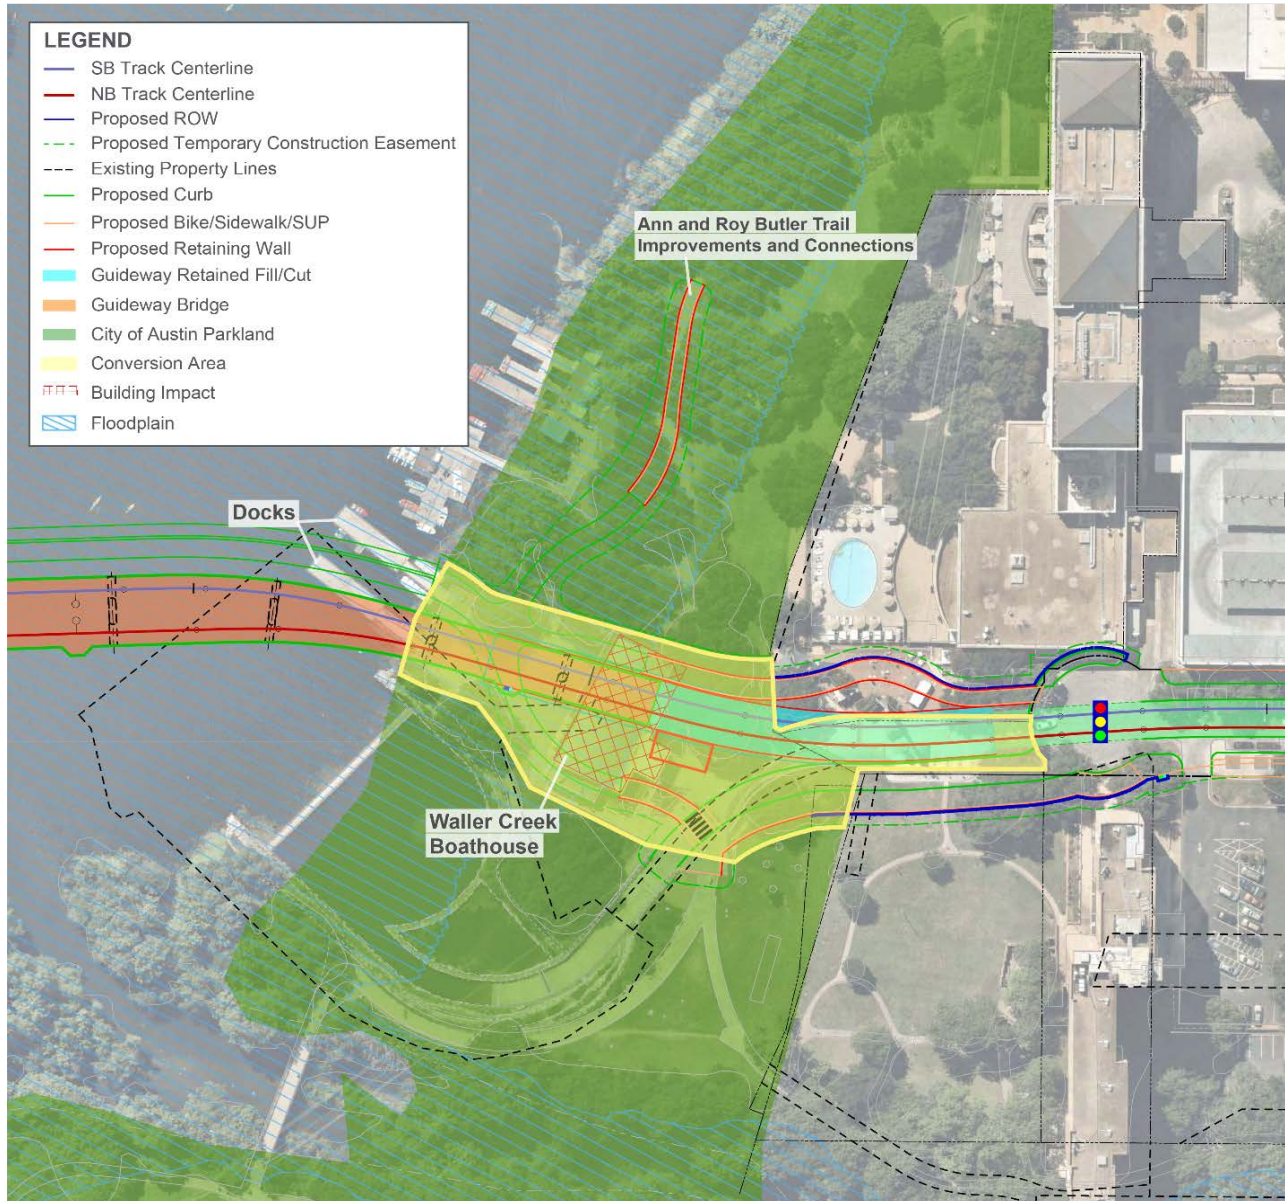 LEGEND
SB Track Centerline
NB Track Centerline
Proposed ROW
Proposed Temporary Construction Easement
Existing Property Lines
Proposed Curb
Proposed Bike/Sidewalk/SUP
Proposed Retaining Wall
Guideway Retained Fill/Cut
Guideway Bridge
City of Austin Parkland
Conversion Area
Building Impact
Floodplain
Ann and Roy Butler Trail
Improvements and Connections
Docks
Waller Creek
Boathouse